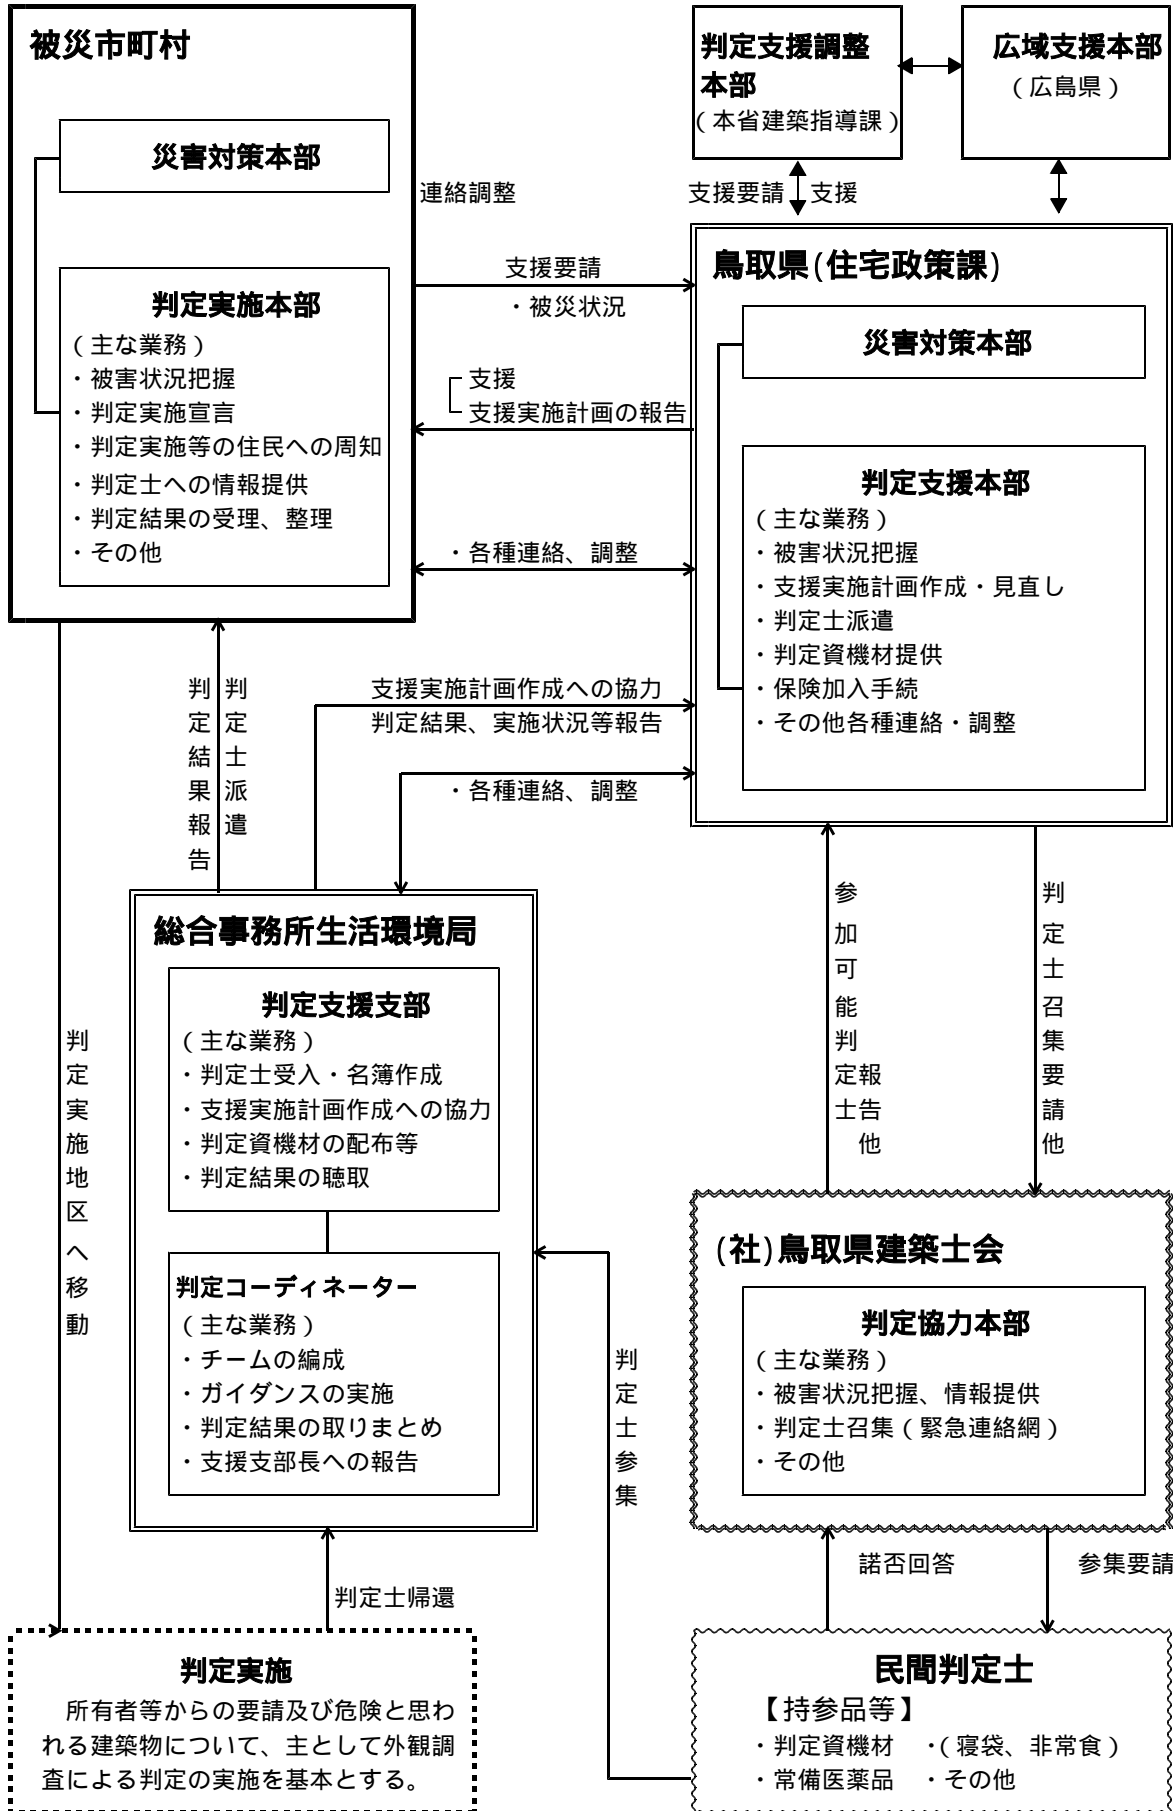 被災市町村
災害対策本部
判定実施本部
（主な業務）
・被害状況把握
・判定実施宣言
・判定実施等の住民への周知
・判定士への情報提供
・判定結果の受理、整理
・その他
判定支援調整
本部
（本省建築指導課）
広域支援本部
（広島県）
連絡調整
支援要請
支援
支援要請
・被災状況
支援
支援実施計画の報告
・各種連絡、調整
鳥取県(住宅政策課)
災害対策本部
判定支援本部
（主な業務）
・被害状況把握
・支援実施計画作成・見直し
・判定士派遣
・判定資機材提供
・保険加入手続
・その他各種連絡・調整
判定結果報告
判定士派遣
支援実施計画作成への協力
判定結果、実施状況等報告
・各種連絡、調整
総合事務所生活環境局
判定支援支部
（主な業務）
・判定士受入・名簿作成
・支援実施計画作成への協力
・判定資機材の配布等
・判定結果の聴取
判定コーディネーター
（主な業務）
・チームの編成
・ガイダンスの実施
・判定結果の取りまとめ
・支援支部長への報告
判定実施地区へ移動
参加可能判定士
報告他
判定士召集要請他
(社)鳥取県建築士会
判定協力本部
（主な業務）
・被害状況把握、情報提供
・判定士召集（緊急連絡網）
・その他
判定士参集
判定士帰還
諾否回答
参集要請
判定実施
所有者等からの要請及び危険と思わ
れる建築物について、主として外観調
査による判定の実施を基本とする。
民間判定士
【持参品等】
・判定資機材　・（寝袋、非常食）
・常備医薬品　・その他